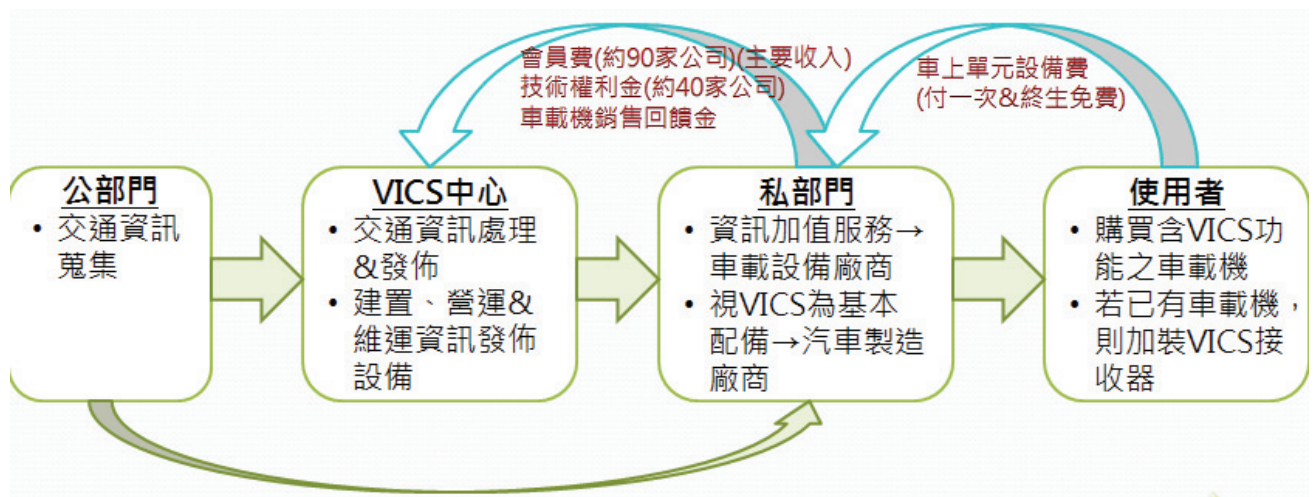 會員費(約90家公司)(主要收入)
技術權利金(約40家公司)
車載機銷售回饋金
車上單元設備費
(付一次&終生免費)
公部門
• 交通資訊
蒐集
VICS中心
• 交通資訊處理
&發佈
• 建置、營運&
維運資訊發佈
設備
私部門
• 資訊加值服務→
車載設備廠商
• 視VICS為基本
配備→汽車製造
廠商
使用者
• 購買含VICS功
能之車載機
• 若已有車載機，
則加裝VICS接
收器